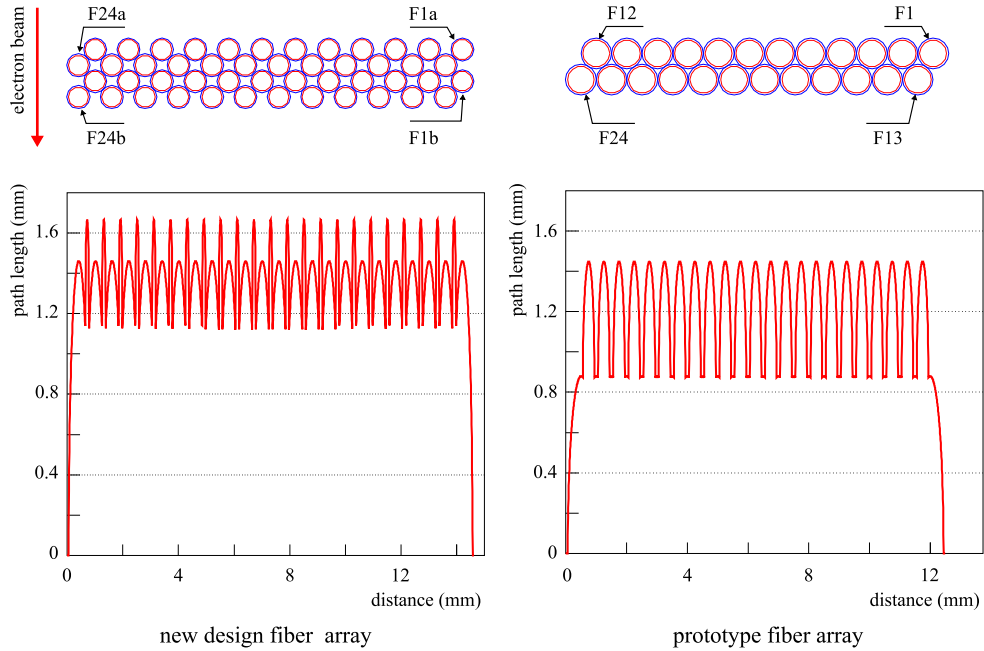 electron beam
F24a
F1a
F24b
F1b
F12
F1
F24
F13
path length (mm)
1.6
1.2
0.8
0.4
0
0
4
8
12
distance (mm)
new design fiber array
path length (mm)
1.6
1.2
0.8
0.4
0
0
4
8
12
distance (mm)
prototype fiber array